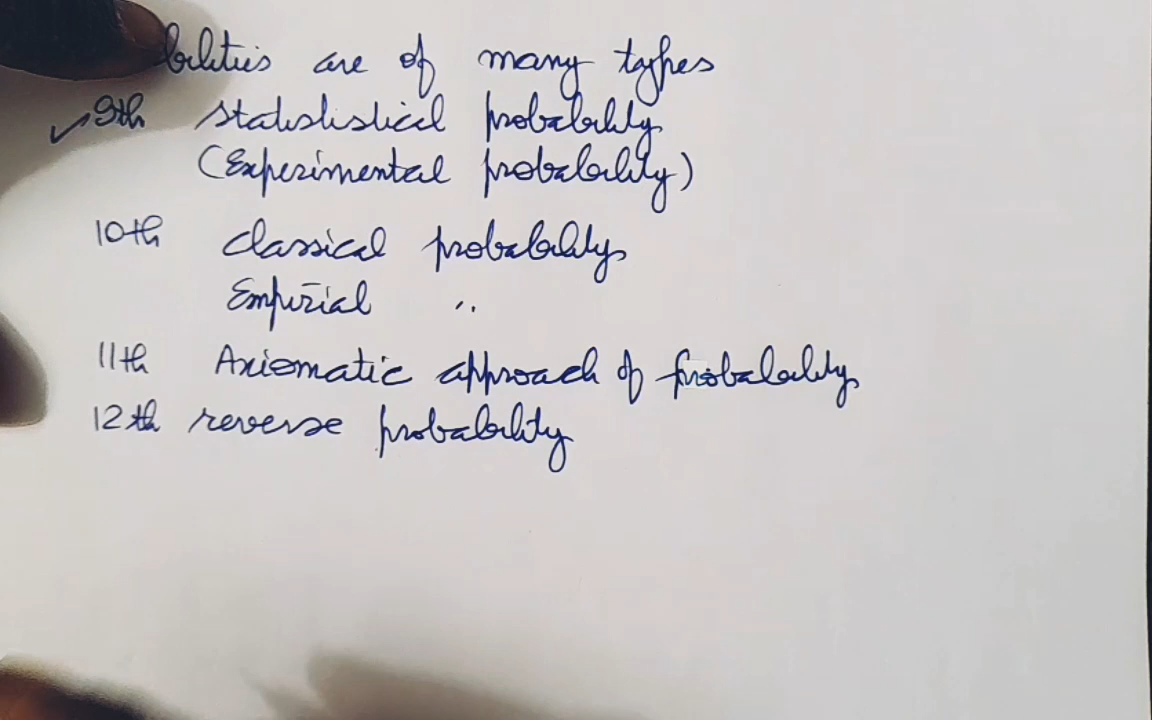 bilities are of many types
9th statistical probability
(Experimental probability)
10th classical probability
Empirial "
11th Axiomatic approach of probability
12th reverse probability